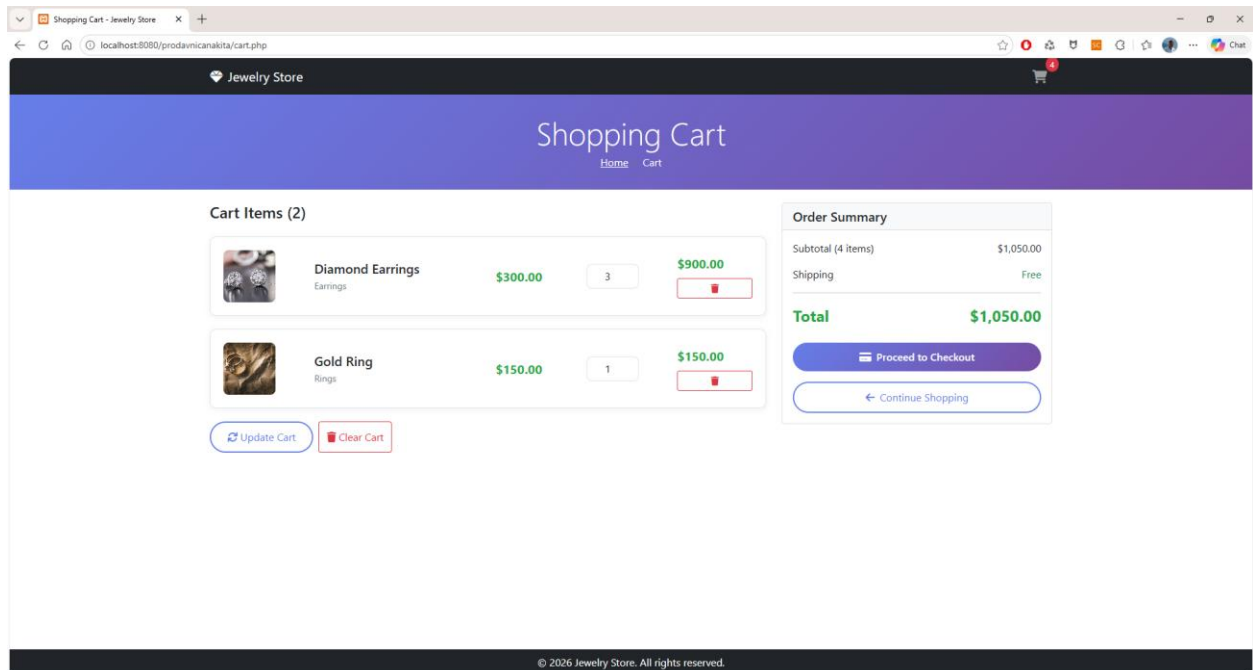 Shopping Cart - Jewelry Store
localhost:8080/prodavnicanakita/cart.php
Chat
Jewelry Store
4
Shopping Cart
Home Cart
Cart Items (2)
Diamond Earrings
Earrings
$300.00
3
$900.00
Gold Ring
Rings
$150.00
1
$150.00
Update Cart
Clear Cart
Order Summary
Subtotal (4 items) $1,050.00
Shipping Free
Total $1,050.00
Proceed to Checkout
Continue Shopping
© 2026 Jewelry Store. All rights reserved.